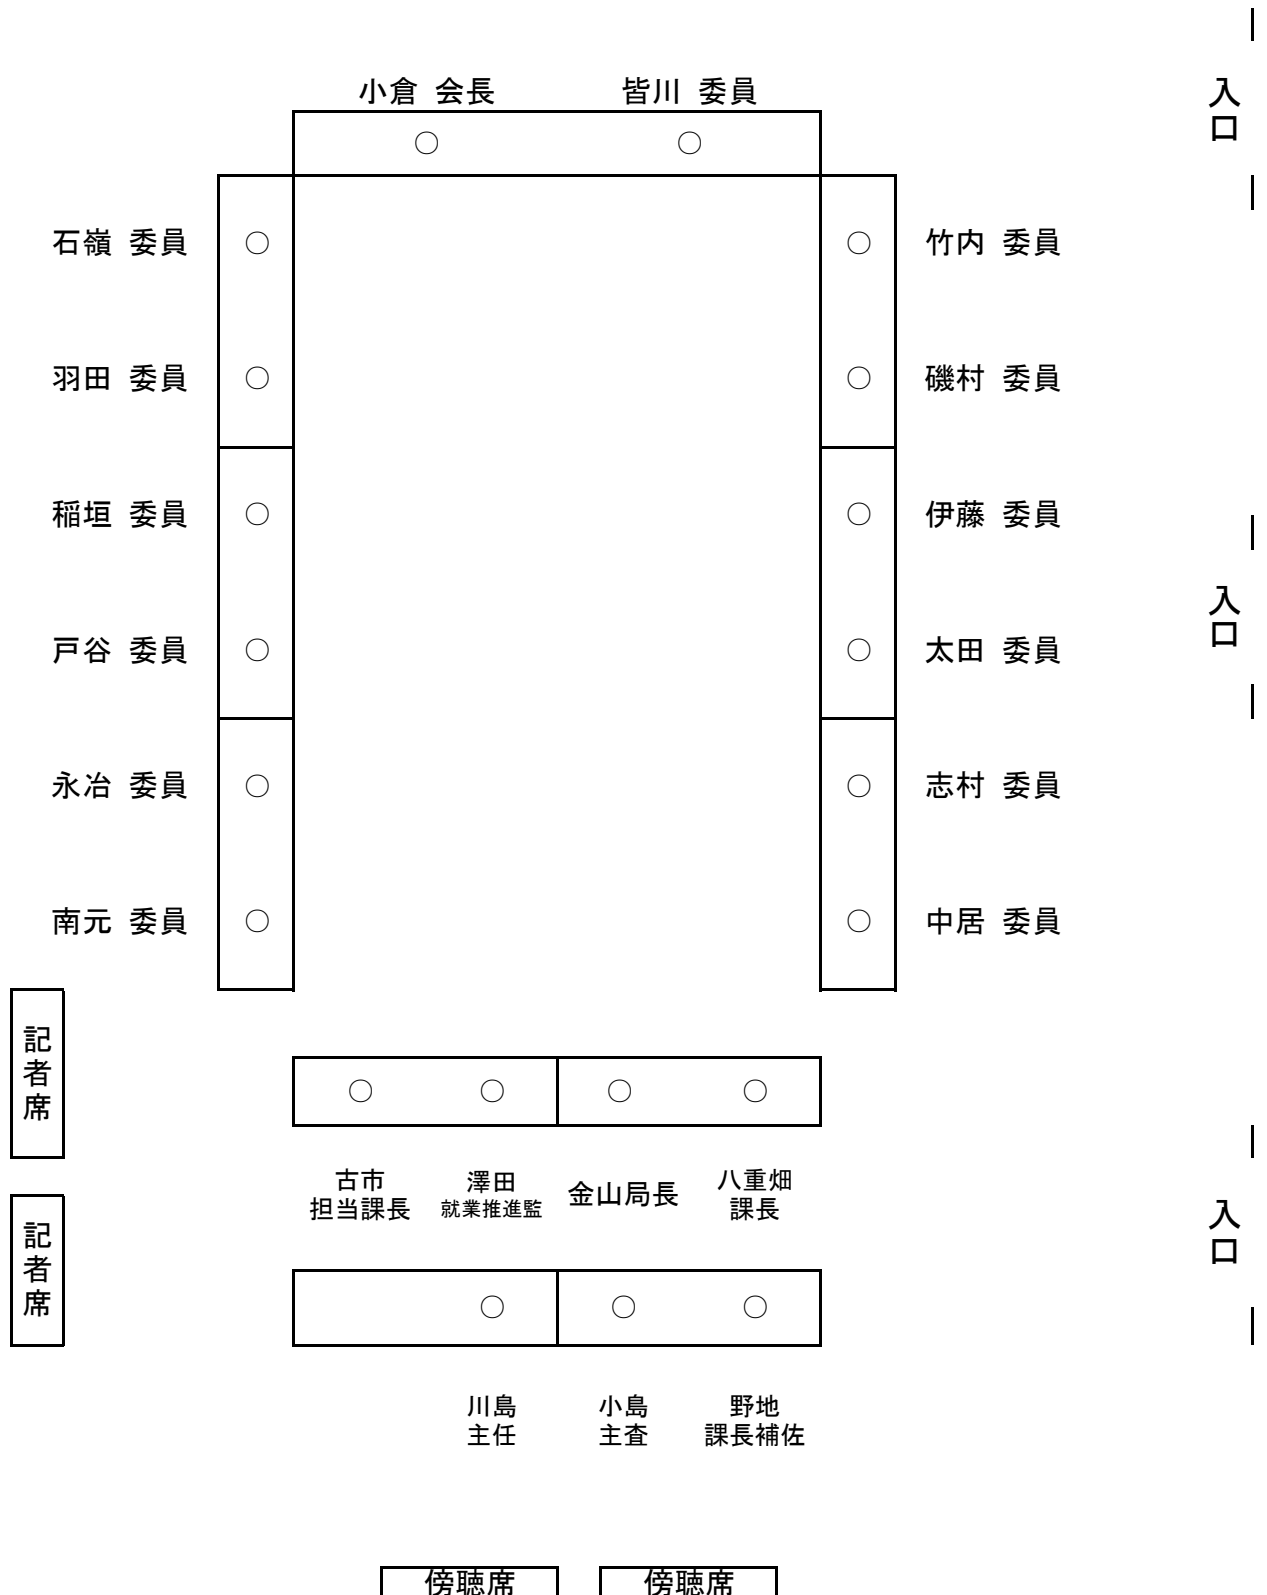 小倉 会長 皆川 委員
入口
石嶺 委員 ○ ○ 竹内 委員
羽田 委員 ○ ○ 磯村 委員
稲垣 委員 ○ ○ 伊藤 委員
入口
戸谷 委員 ○ ○ 太田 委員
永冶 委員 ○ ○ 志村 委員
南元 委員 ○ ○ 中居 委員
記者席
○ ○ ○ ○
古市 澤田 金山局長 八重畑
担当課長 就業推進監 課長
記者席
入口
○ ○ ○
川島 小島 野地
主任 主査 課長補佐
傍聴席 傍聴席